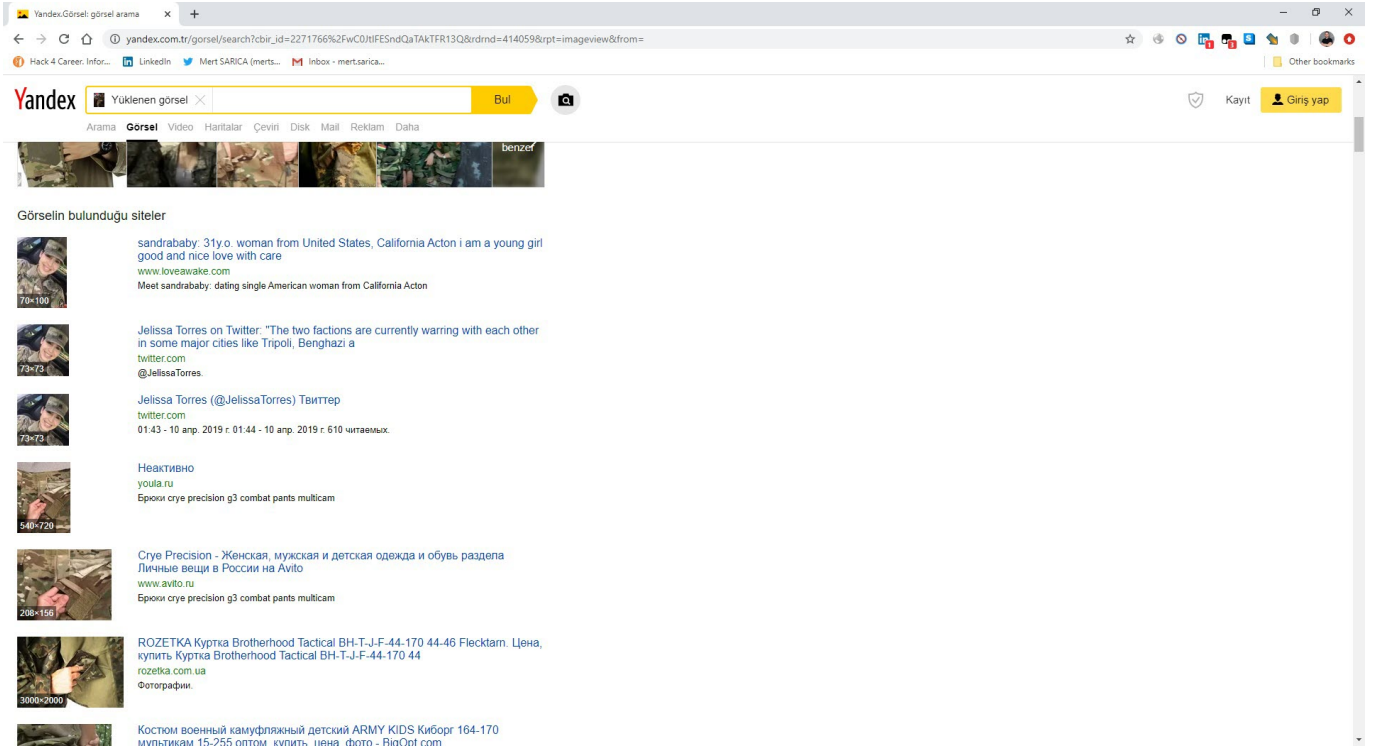 Yandex.Görsel: görsel arama
yandex.com.tr/gorsel/search?cbir_id=2271766%2FwC0JtlFESndQaTAkTFR13Q&rdrnd=414059&rpt=imageview&from=
Hack 4 Career. Infor... LinkedIn Mert SARICA (merts... Inbox - mert.sarica... Other bookmarks
Yandex Yüklenen görsel Bul Kayıt Giriş yap
Arama Görsel Video Haritalar Çeviri Disk Mail Reklam Daha
benzer
Görselin bulunduğu siteler
sandrababy: 31y.o. woman from United States, California Acton i am a young girl
good and nice love with care
www.loveawake.com
Meet sandrababy: dating single American woman from California Acton
70×100
Jelissa Torres on Twitter: "The two factions are currently warring with each other
in some major cities like Tripoli, Benghazi a
twitter.com
@JelissaTorres.
73×73
Jelissa Torres (@JelissaTorres) Твиттер
twitter.com
01:43 - 10 апр. 2019 г. 01:44 - 10 апр. 2019 г. 610 читаемых.
73×73
Неактивно
youla.ru
Брюки crye precision g3 combat pants multicam
540×720
Crye Precision - Женская, мужская и детская одежда и обувь раздела
Личные вещи в России на Avito
www.avito.ru
Брюки crye precision g3 combat pants multicam
208×156
ROZETKA Куртка Brotherhood Tactical BH-T-J-F-44-170 44-46 Flecktarn. Цена,
купить Куртка Brotherhood Tactical BH-T-J-F-44-170 44
rozetka.com.ua
Фотографии.
3000×2000
Костюм военный камуфляжный детский ARMY KIDS Киборг 164-170
мультикам 15-255 оптом, купить, цена, фото - BigOpt.com